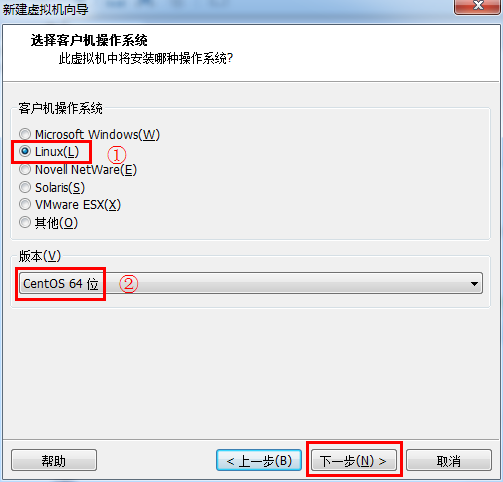 新建虚拟机向导
选择客户机操作系统
此虚拟机中将安装哪种操作系统?
客户机操作系统
Microsoft Windows(W)
Linux(L) ①
Novell NetWare(E)
Solaris(S)
VMware ESX(X)
其他(O)
版本(V)
CentOS 64 位 ②
帮助 < 上一步(B) 下一步(N) > 取消